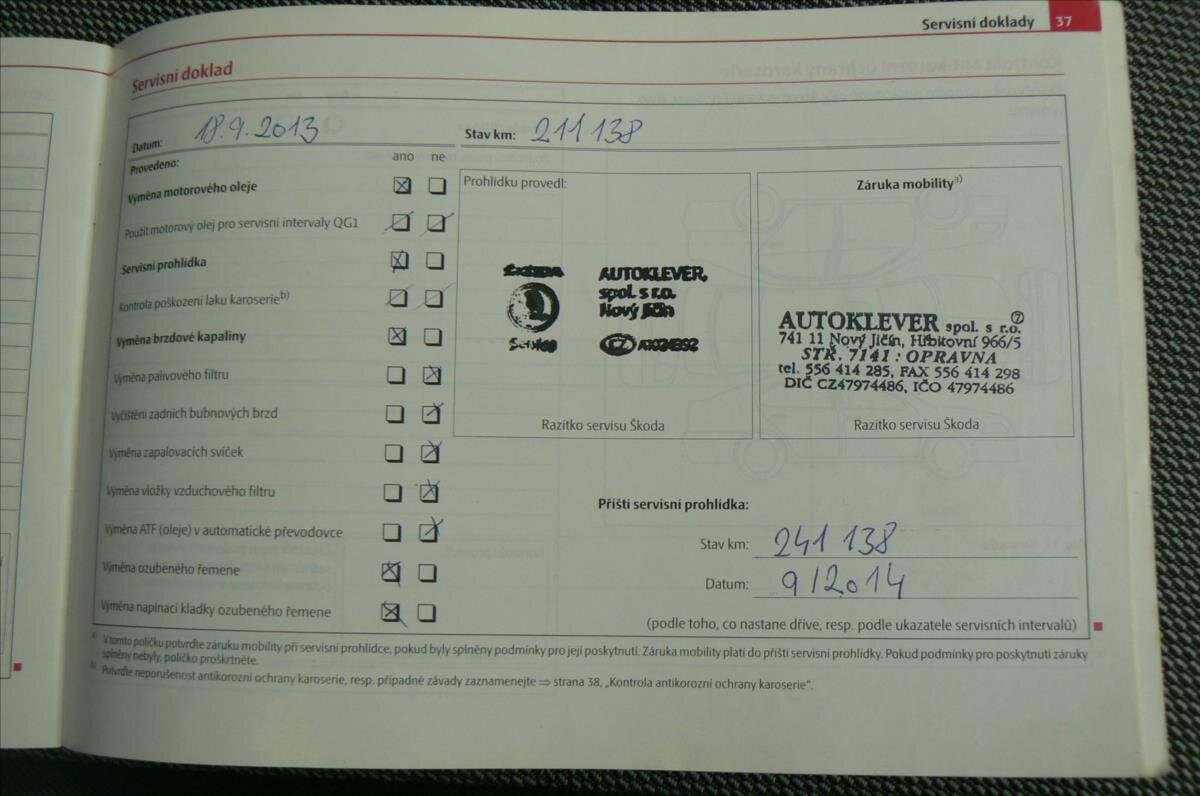 Servisní doklady 37
Servisní doklad
Datum: 18.9.2013 Stav km: 211 138
Provedeno: ano ne
Výměna motorového oleje
Použit motorový olej pro servisní intervaly QG1
Servisní prohlídka
Kontrola poškození laku karoserie b)
Výměna brzdové kapaliny
Výměna palivového filtru
Vyčištění zadních bubnových brzd
Výměna zapalovacích svíček
Výměna vložky vzduchového filtru
Výměna ATF (oleje) v automatické převodovce
Výměna ozubeného řemene
Výměna napínací kladky ozubeného řemene
Prohlídku provedl:
AUTOKLEVER,
spol. s r.o.
Nový Jičín
Service CZ
Razítko servisu Škoda
Záruka mobility a)
AUTOKLEVER spol. s r.o. 7
741 11 Nový Jičín, Hřbitovní 966/5
STŘ. 7141 : OPRAVNA
tel. 556 414 285, FAX 556 414 298
DIČ CZ47974486, IČO 47974486
Razítko servisu Škoda
Příští servisní prohlídka:
Stav km: 241 138
Datum: 9/2014
(podle toho, co nastane dříve, resp. podle ukazatele servisních intervalů)
a) V tomto políčku potvrďte záruku mobility při servisní prohlídce, pokud byly splněny podmínky pro její poskytnutí. Záruka mobility platí do příští servisní prohlídky. Pokud podmínky pro poskytnutí záruky
splněny nebyly, políčko proškrtněte.
b) Potvrďte neporušenost antikorozní ochrany karoserie, resp. případné závady zaznamenejte ⇒ strana 38, „Kontrola antikorozní ochrany karoserie".